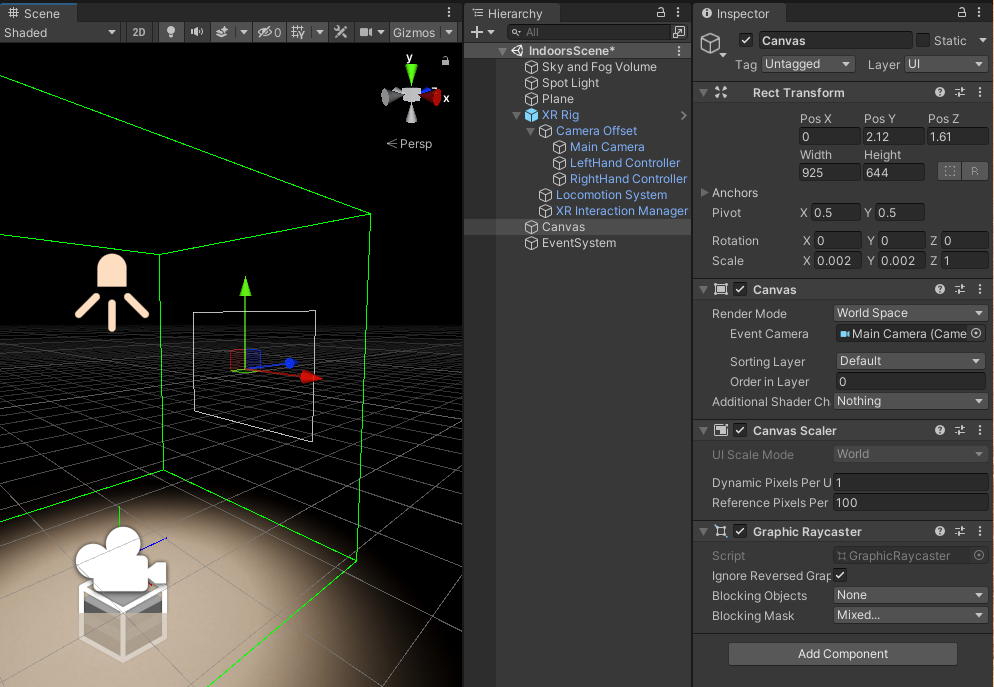 Scene
Shaded
2D
0
Gizmos
y
x
Persp
Hierarchy
All
IndoorsScene*
Sky and Fog Volume
Spot Light
Plane
XR Rig
Camera Offset
Main Camera
LeftHand Controller
RightHand Controller
Locomotion System
XR Interaction Manager
Canvas
EventSystem
Inspector
Canvas Static
Tag Untagged Layer UI
Rect Transform
Pos X Pos Y Pos Z
0 2.12 1.61
Width Height
925 644 R
Anchors
Pivot X 0.5 Y 0.5
Rotation X 0 Y 0 Z 0
Scale X 0.002 Y 0.002 Z 1
Canvas
Render Mode World Space
Event Camera Main Camera (Came
Sorting Layer Default
Order in Layer 0
Additional Shader Ch Nothing
Canvas Scaler
UI Scale Mode World
Dynamic Pixels Per U 1
Reference Pixels Per 100
Graphic Raycaster
Script GraphicRaycaster
Ignore Reversed Grap
Blocking Objects None
Blocking Mask Mixed...
Add Component